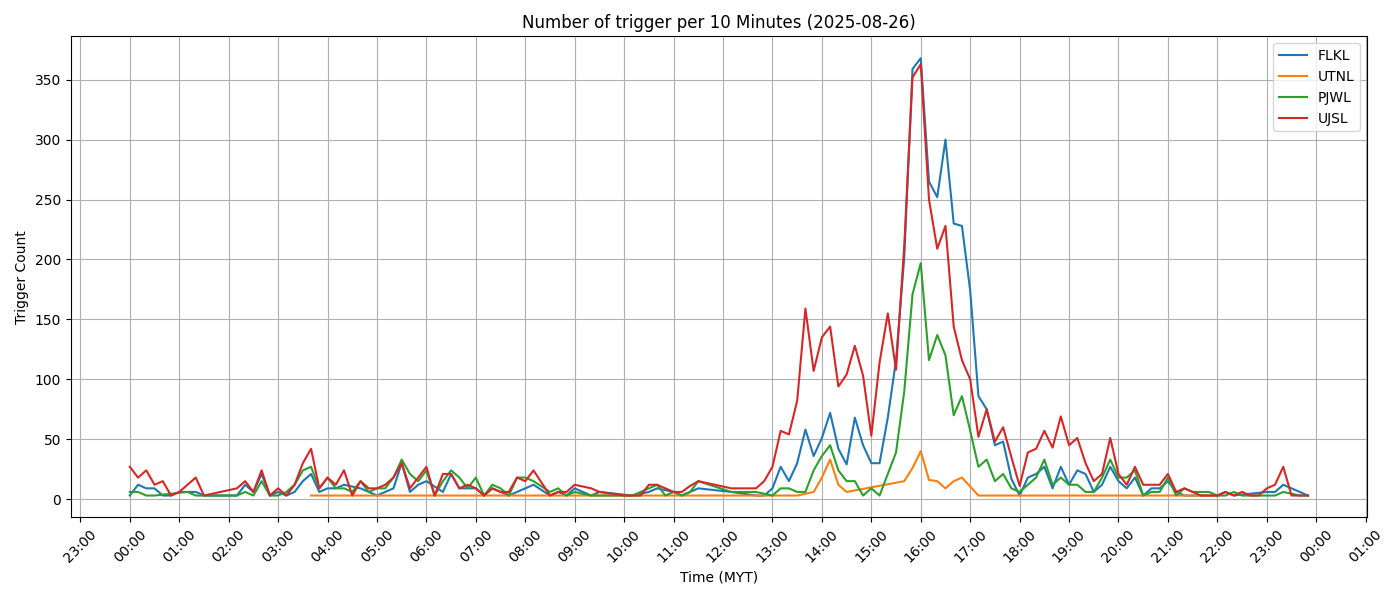 Number of trigger per 10 Minutes (2025-08-26)
FLKL
UTNL
PJWL
UJSL
Trigger Count
350
300
250
200
150
100
50
0
23:00 00:00 01:00 02:00 03:00 04:00 05:00 06:00 07:00 08:00 09:00 10:00 11:00 12:00 13:00 14:00 15:00 16:00 17:00 18:00 19:00 20:00 21:00 22:00 23:00 00:00 01:00
Time (MYT)